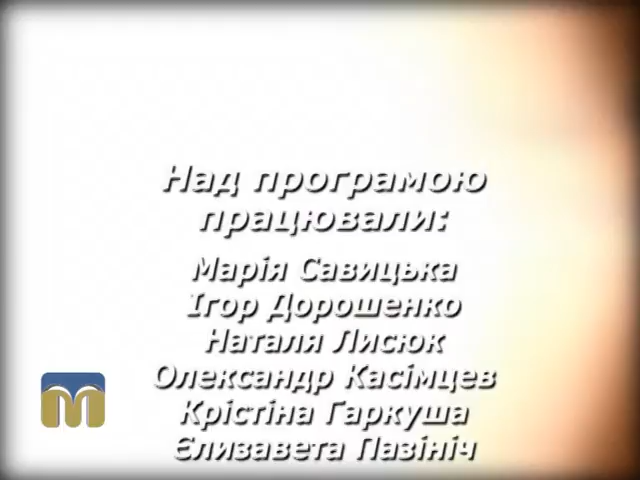 Над програмою
працювали:
Марія Савицька
Ігор Дорошенко
Наталя Лисюк
Олександр Касімцев
Крістіна Гаркуша
Єлизавета Пазініч